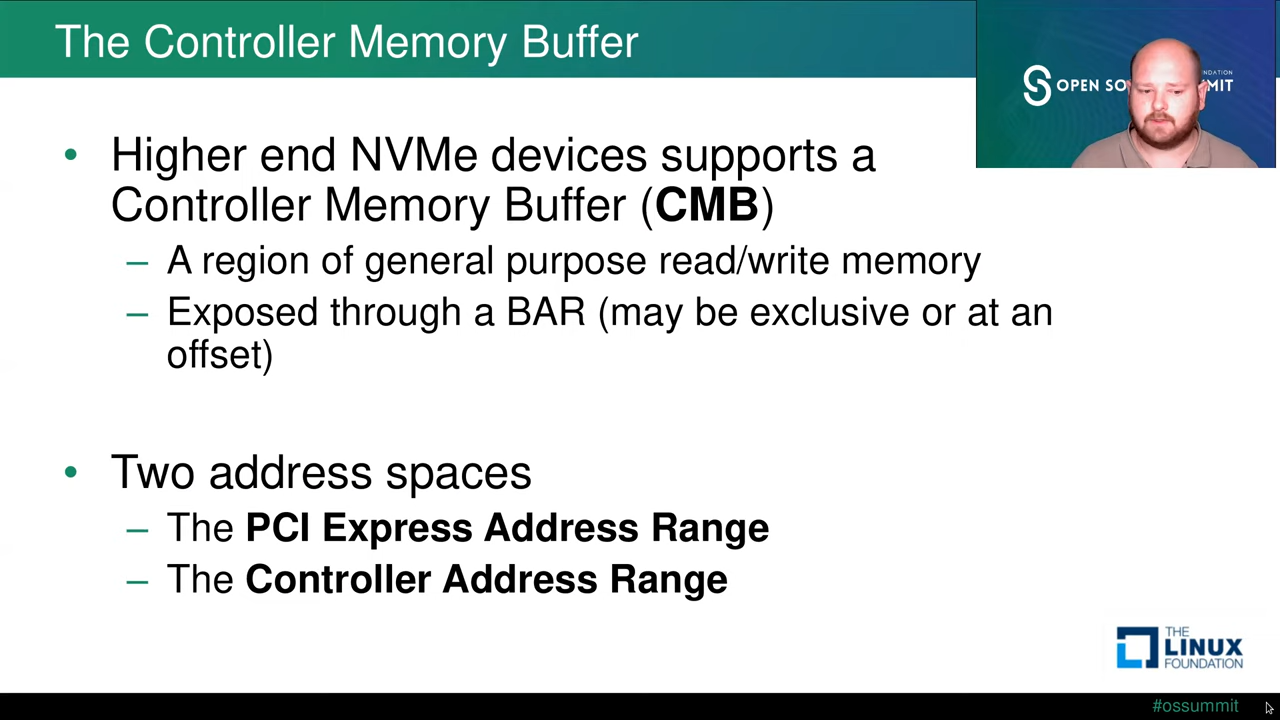 The Controller Memory Buffer
NDATION
OPEN SO MIT
• Higher end NVMe devices supports a
Controller Memory Buffer (CMB)
– A region of general purpose read/write memory
– Exposed through a BAR (may be exclusive or at an
offset)
• Two address spaces
– The PCI Express Address Range
– The Controller Address Range
THE
LINUX
FOUNDATION
#ossummit